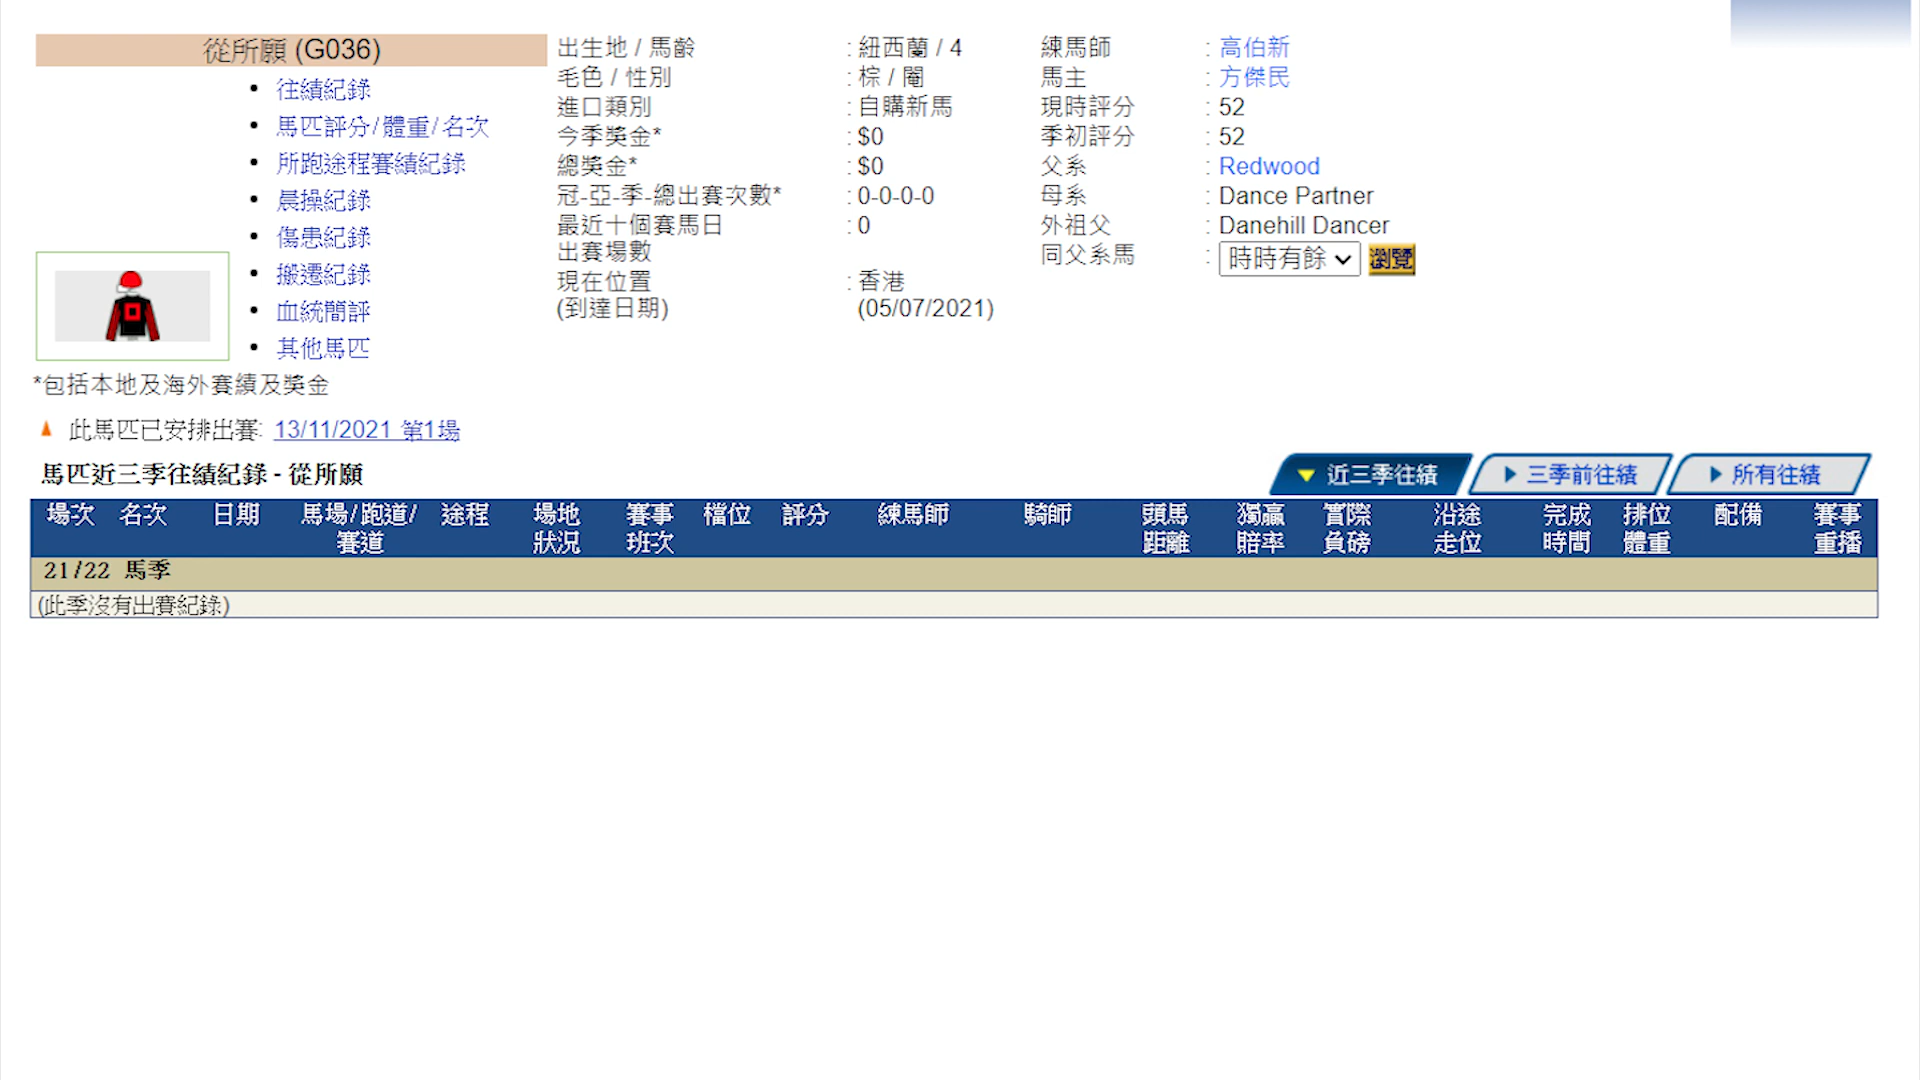 從所願 (G036)
• 往績紀錄
• 馬匹評分/體重/名次
• 所跑途程賽績紀錄
• 晨操紀錄
• 傷患紀錄
• 搬遷紀錄
• 血統簡評
• 其他馬匹
出生地 / 馬齡 : 紐西蘭 / 4
毛色 / 性別 : 棕 / 閹
進口類別 : 自購新馬
今季獎金* : $0
總獎金* : $0
冠-亞-季-總出賽次數* : 0-0-0-0
最近十個賽馬日 : 0
出賽場數
現在位置 : 香港
(到達日期) (05/07/2021)
練馬師 : 高伯新
馬主 : 方傑民
現時評分 : 52
季初評分 : 52
父系 : Redwood
母系 : Dance Partner
外祖父 : Danehill Dancer
同父系馬 : 時時有餘 瀏覽
*包括本地及海外賽績及獎金
此馬匹已安排出賽: 13/11/2021 第1場
馬匹近三季往績紀錄 - 從所願
近三季往績 三季前往績 所有往績
場次 名次 日期 馬場/跑道/賽道 途程 場地狀況 賽事班次 檔位 評分 練馬師 騎師 頭馬距離 獨贏賠率 實際負磅 沿途走位 完成時間 排位體重 配備 賽事重播
21/22 馬季
(此季沒有出賽紀錄)